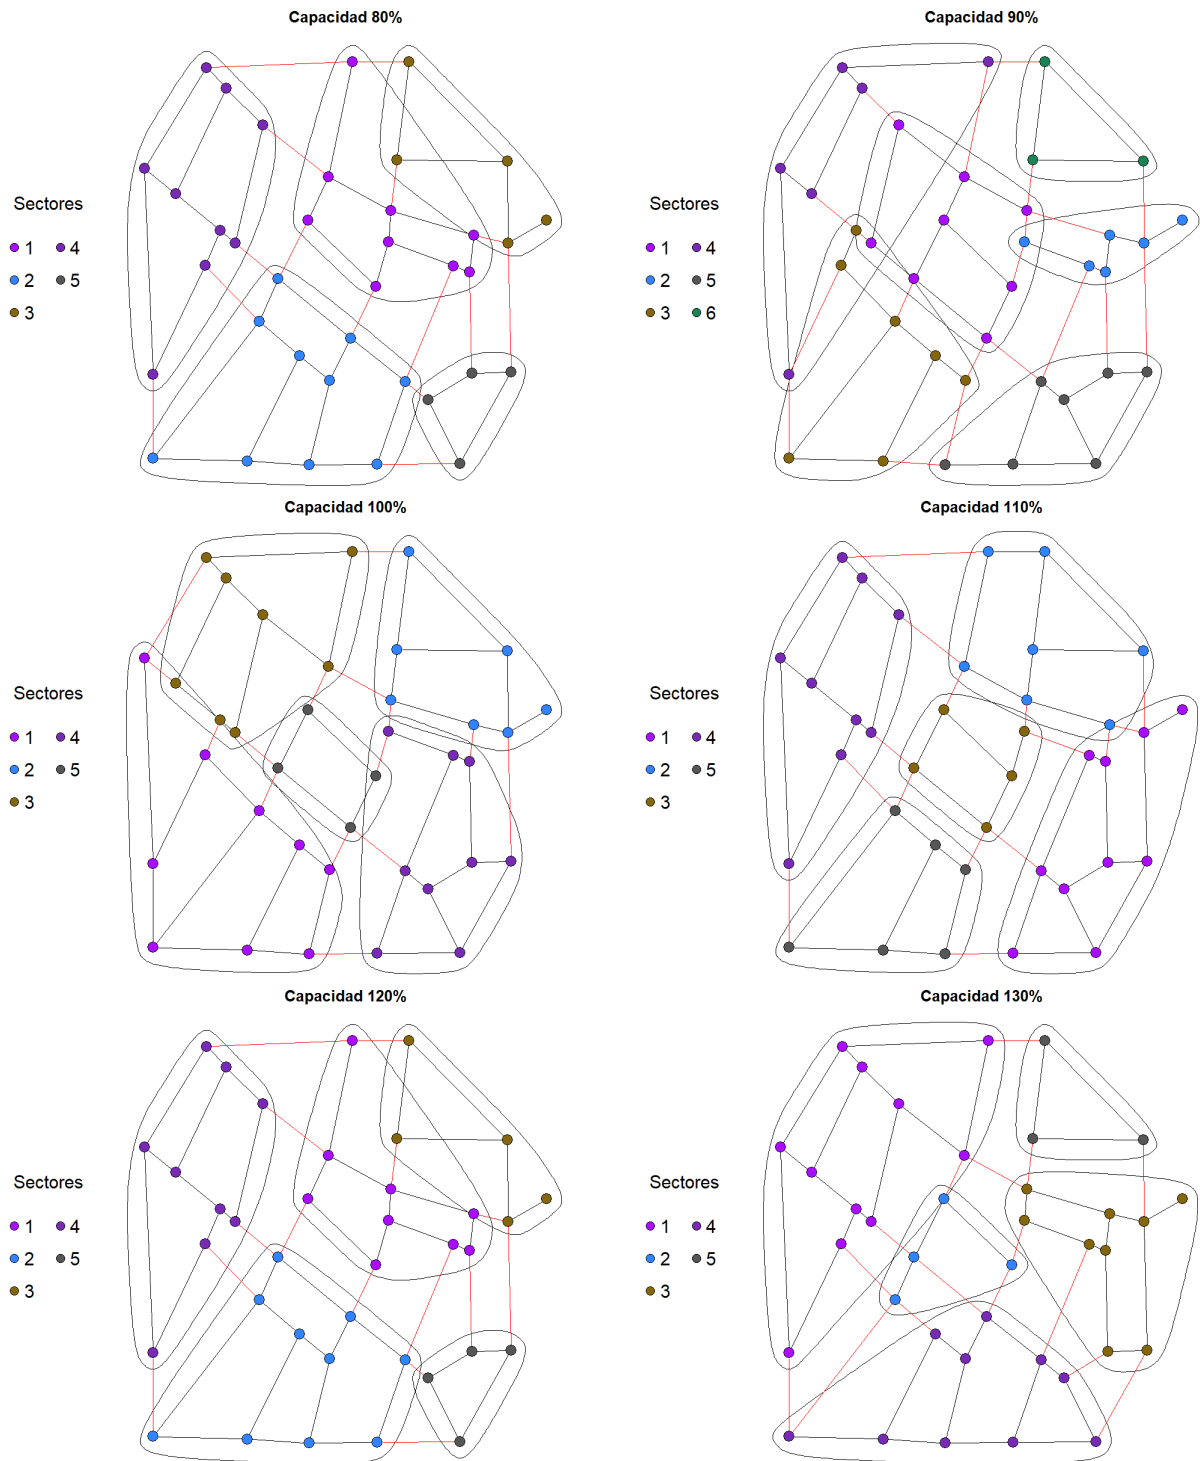 Capacidad 80%
Sectores
1 4
2 5
3
Capacidad 90%
Sectores
1 4
2 5
3 6
Capacidad 100%
Sectores
1 4
2 5
3
Capacidad 110%
Sectores
1 4
2 5
3
Capacidad 120%
Sectores
1 4
2 5
3
Capacidad 130%
Sectores
1 4
2 5
3